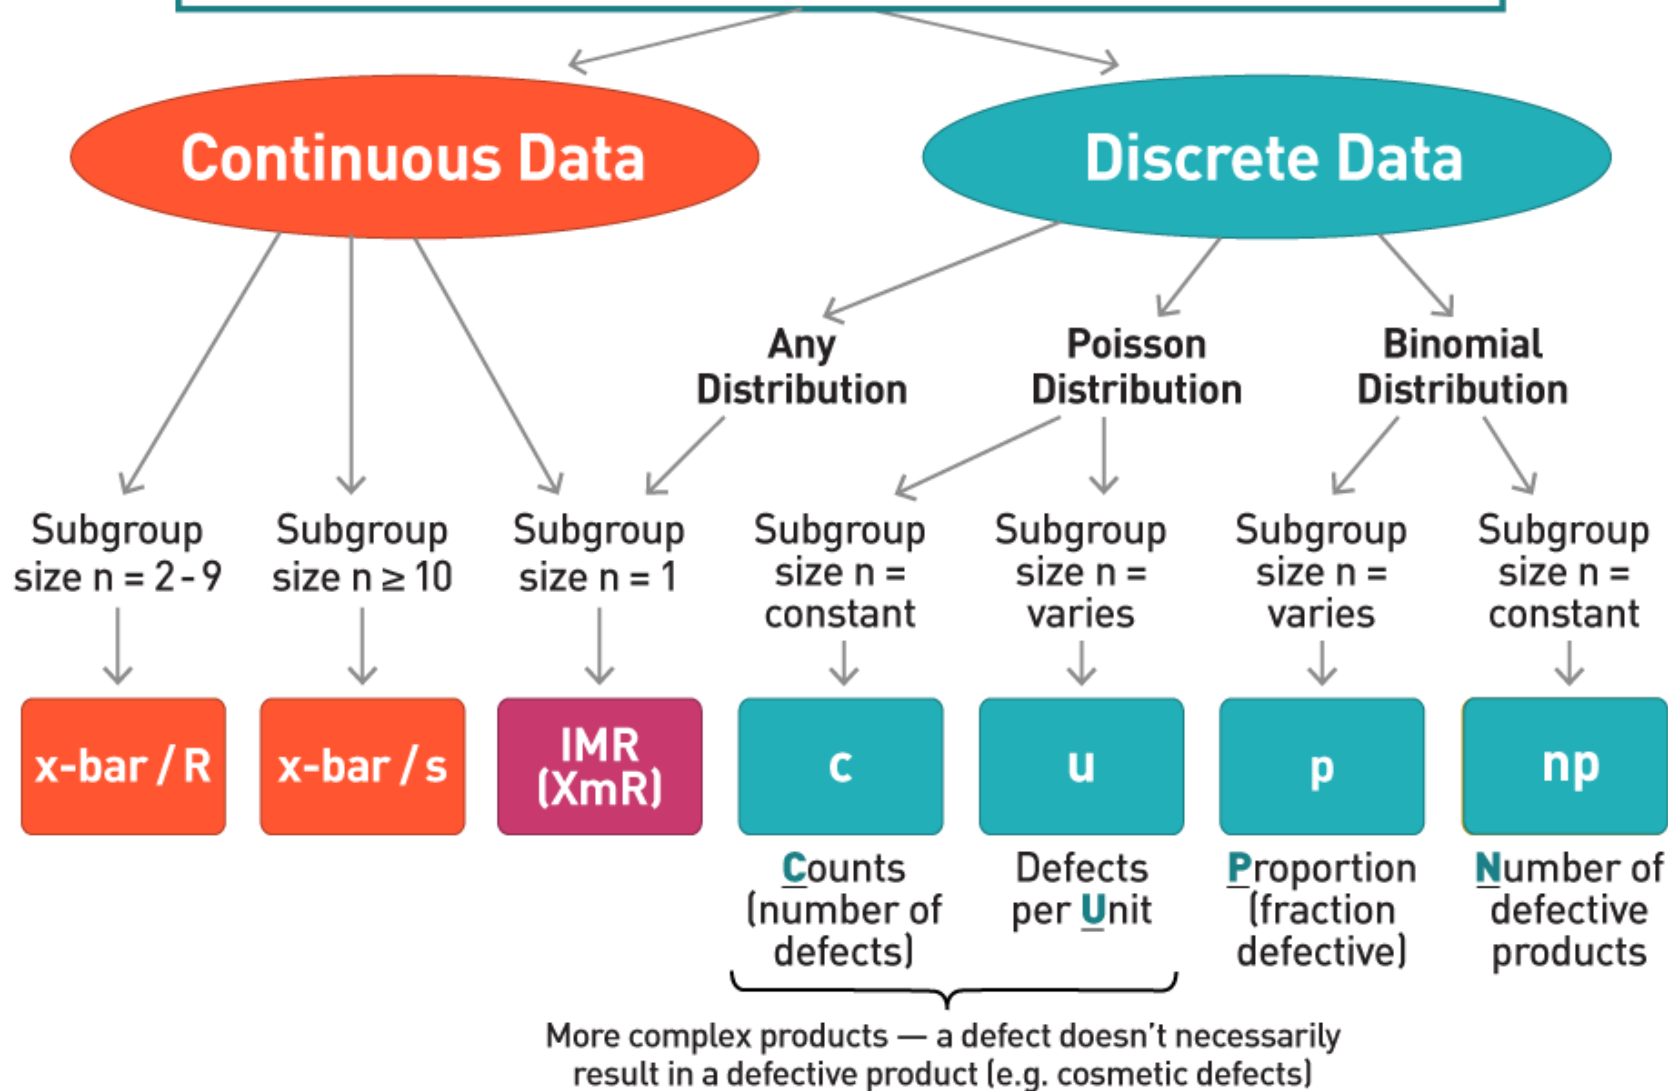 Continuous Data
Discrete Data
Any
Distribution
Poisson
Distribution
Binomial
Distribution
Subgroup
size n = 2 - 9
Subgroup
size n ≥ 10
Subgroup
size n = 1
Subgroup
size n =
constant
Subgroup
size n =
varies
Subgroup
size n =
varies
Subgroup
size n =
constant
x-bar / R
x-bar / s
IMR
(XmR)
c
u
p
np
Counts
(number of
defects)
Defects
per Unit
Proportion
(fraction
defective)
Number of
defective
products
More complex products — a defect doesn't necessarily
result in a defective product (e.g. cosmetic defects)